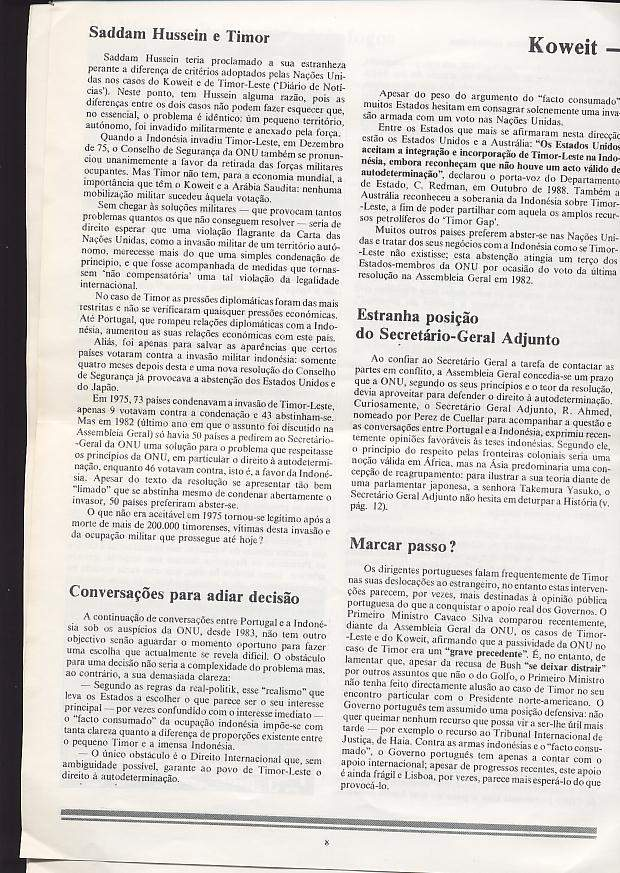 Saddam Hussein e Timor
Saddam Hussein teria proclamado a sua estranheza
perante a diferença de critérios adoptados pelas Nações Uni-
das nos casos do Koweit e de Timor-Leste ('Diário de Notí-
cias'). Neste ponto, tem Hussein alguma razão, pois as
diferenças entre os dois casos não podem fazer esquecer que,
no essencial, o problema é idêntico: um pequeno território,
autónomo, foi invadido militarmente e anexado pela força.
Quando a Indonésia invadiu Timor-Leste, em Dezembro
de 75, o Conselho de Segurança da ONU também se pronun-
ciou unanimemente a favor da retirada das forças militares
ocupantes. Mas Timor não tem, para a economia mundial, a
importância que têm o Koweit e a Arábia Saudita: nenhuma
mobilização militar sucedeu àquela votação.
Sem chegar às soluções militares — que provocam tantos
problemas quantos os que não conseguem resolver — seria de
direito esperar que uma violação flagrante da Carta das
Nações Unidas, como a invasão militar de um território autó-
nomo, merecesse mais do que uma simples condenação de
princípio, e que fosse acompanhada de medidas que tornas-
sem 'não compensatória' uma tal violação da legalidade
internacional.
No caso de Timor as pressões diplomáticas foram das mais
restritas e não se verificaram quaisquer pressões económicas.
Até Portugal, que rompeu relações diplomáticas com a Indo-
nésia, aumentou as suas relações económicas com este país.
Aliás, foi apenas para salvar as aparências que certos
países votaram contra a invasão militar indonésia: somente
quatro meses depois desta e uma nova resolução do Conselho
de Segurança já provocava a abstenção dos Estados Unidos e
do Japão.
Em 1975, 73 países condenavam a invasão de Timor-Leste,
apenas 9 votavam contra a condenação e 43 abstinham-se.
Mas em 1982 (último ano em que o assunto foi discutido na
Assembleia Geral) só havia 50 países a pedirem ao Secretário-
-Geral da ONU uma solução para o problema que respeitasse
os princípios da ONU, em particular o direito à autodetermi-
nação, enquanto 46 votavam contra, isto é, a favor da Indoné-
sia. Apesar do texto da resolução se apresentar tão bem
"limado" que se abstinha mesmo de condenar abertamente o
invasor, 50 países preferiram abster-se.
O que não era aceitável em 1975 tornou-se legítimo após a
morte de mais de 200.000 timorenses, vítimas desta invasão e
da ocupação militar que prossegue até hoje?
Conversações para adiar decisão
A continuação de conversações entre Portugal e a Indoné-
sia sob os auspícios da ONU, desde 1983, não tem outro
objectivo senão aguardar o momento oportuno para fazer
uma escolha que actualmente se revela difícil. O obstáculo
para uma decisão não seria a complexidade do problema mas,
ao contrário, a sua demasiada clareza:
— Segundo as regras da real-politik, esse "realismo" que
leva os Estados a escolher o que parece ser o seu interesse
principal — por vezes confundido com o interesse imediato —
o "facto consumado" da ocupação indonésia impõe-se com
tanta clareza quanto a diferença de proporções existente entre
o pequeno Timor e a imensa Indonésia.
— O único obstáculo é o Direito Internacional que, sem
ambiguidade possível, garante ao povo de Timor-Leste o
direito à autodeterminação.
Koweit —
Apesar do peso do argumento do "facto consumado"
muitos Estados hesitam em consagrar solenemente uma inva-
são armada com um voto nas Nações Unidas.
Entre os Estados que mais se afirmaram nesta direcção
estão os Estados Unidos e a Austrália: "Os Estados Unidos
aceitam a integração e incorporação de Timor-Leste na Indo-
nésia, embora reconheçam que não houve um acto válido de
autodeterminação", declarou o porta-voz do Departamento
de Estado, C. Redman, em Outubro de 1988. Também a
Austrália reconheceu a soberania da Indonésia sobre Timor-
-Leste, a fim de poder partilhar com aquela os amplos recur-
sos petrolíferos do 'Timor Gap'.
Muitos outros países preferem abster-se nas Nações Uni-
das e tratar dos seus negócios com a Indonésia como se Timor-
-Leste não existisse; esta abstenção atingia um terço dos
Estados-membros da ONU por ocasião do voto da última
resolução na Assembleia Geral em 1982.
Estranha posição
do Secretário-Geral Adjunto
Ao confiar ao Secretário Geral a tarefa de contactar as
partes em conflito, a Assembleia Geral concedia-se um prazo
que a ONU, segundo os seus princípios e o teor da resolução,
devia aproveitar para defender o direito à autodeterminação.
Curiosamente, o Secretário Geral Adjunto, R. Ahmed,
nomeado por Perez de Cuellar para acompanhar a questão e
as conversações entre Portugal e a Indonésia, exprimiu recen-
temente opiniões favoráveis às teses indonésias. Segundo ele,
o princípio do respeito pelas fronteiras coloniais seria uma
noção válida em África, mas na Ásia predominaria uma con-
cepção de reagrupamento: para ilustrar a sua teoria diante de
uma parlamentar japonesa, a senhora Takemura Yasuko, o
Secretário Geral Adjunto não hesita em deturpar a História (v.
pág. 12).
Marcar passo?
Os dirigentes portugueses falam frequentemente de Timor
nas suas deslocações ao estrangeiro, no entanto estas interven-
ções parecem, por vezes, mais destinadas à opinião pública
portuguesa do que a conquistar o apoio real dos Governos. O
Primeiro Ministro Cavaco Silva comparou recentemente,
diante da Assembleia Geral da ONU, os casos de Timor-
-Leste e do Koweit, afirmando que a passividade da ONU no
caso de Timor era um "grave precedente". É, no entanto, de
lamentar que, apesar da recusa de Bush "se deixar distrair"
por outros assuntos que não o do Golfo, o Primeiro Ministro
não tenha feito directamente alusão ao caso de Timor no seu
encontro particular com o Presidente norte-americano. O
Governo português tem assumido uma posição defensiva: não
quer queimar nenhum recurso que possa vir a ser-lhe útil mais
tarde — por exemplo o recurso ao Tribunal Internacional de
Justiça, de Haia. Contra as armas indonésias e o "facto consu-
mado", o Governo português tem apenas a contar com o
apoio internacional; apesar de progressos recentes, este apoio
é ainda frágil e Lisboa, por vezes, parece mais esperá-lo do que
provocá-lo.
8